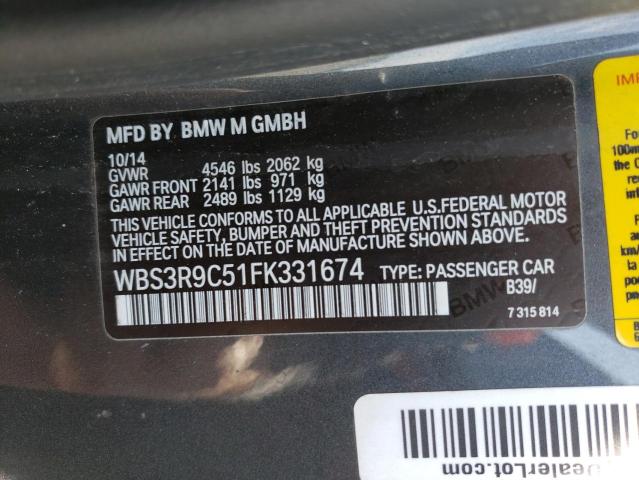 MFD BY BMW M GMBH
10/14
GVWR 4546 lbs 2062 kg
GAWR FRONT 2141 lbs 971 kg
GAWR REAR 2489 lbs 1129 kg
THIS VEHICLE CONFORMS TO ALL APPLICABLE U.S.FEDERAL MOTOR
VEHICLE SAFETY, BUMPER AND THEFT PREVENTION STANDARDS
IN EFFECT ON THE DATE OF MANUFACTURE SHOWN ABOVE.
WBS3R9C51FK331674 TYPE: PASSENGER CAR
B39/
7 315 814